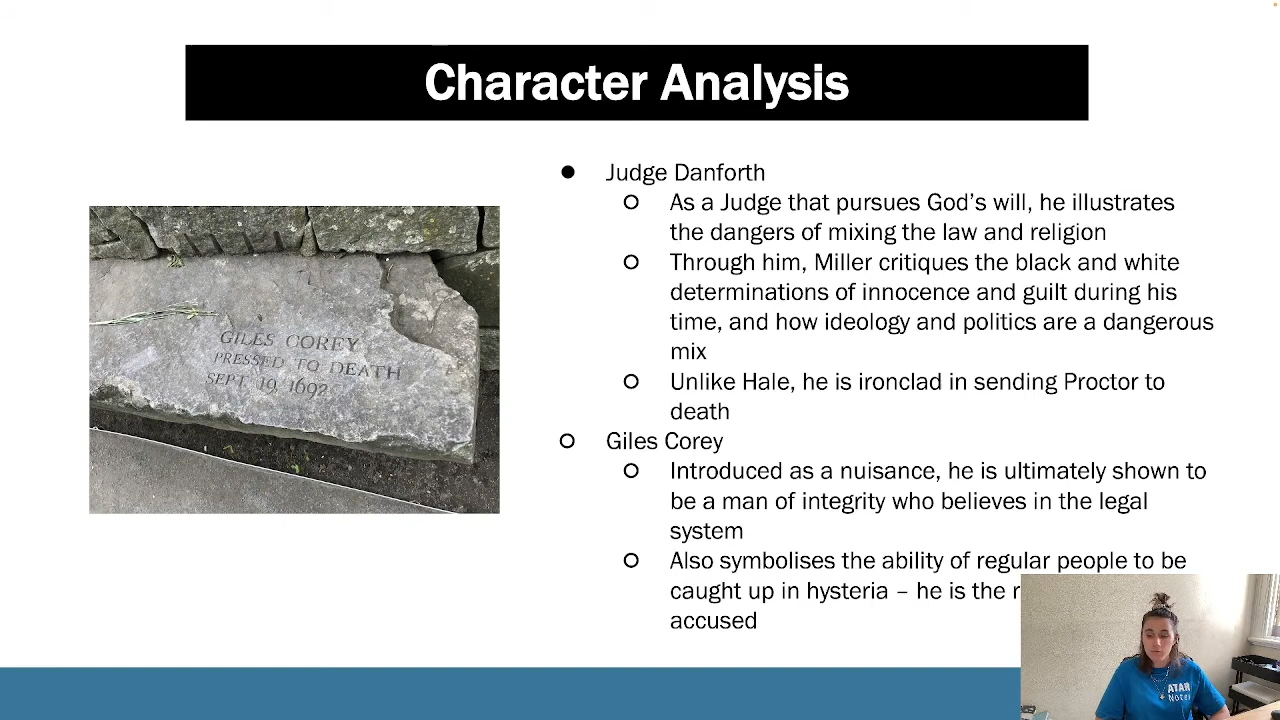 Character Analysis
GILES COREY
PRESSED TO DEATH
SEPT. 19, 1692
Judge Danforth
As a Judge that pursues God's will, he illustrates
the dangers of mixing the law and religion
Through him, Miller critiques the black and white
determinations of innocence and guilt during his
time, and how ideology and politics are a dangerous
mix
Unlike Hale, he is ironclad in sending Proctor to
death
Giles Corey
Introduced as a nuisance, he is ultimately shown to
be a man of integrity who believes in the legal
system
Also symbolises the ability of regular people to be
caught up in hysteria – he is the
accused
ATAR
Notes